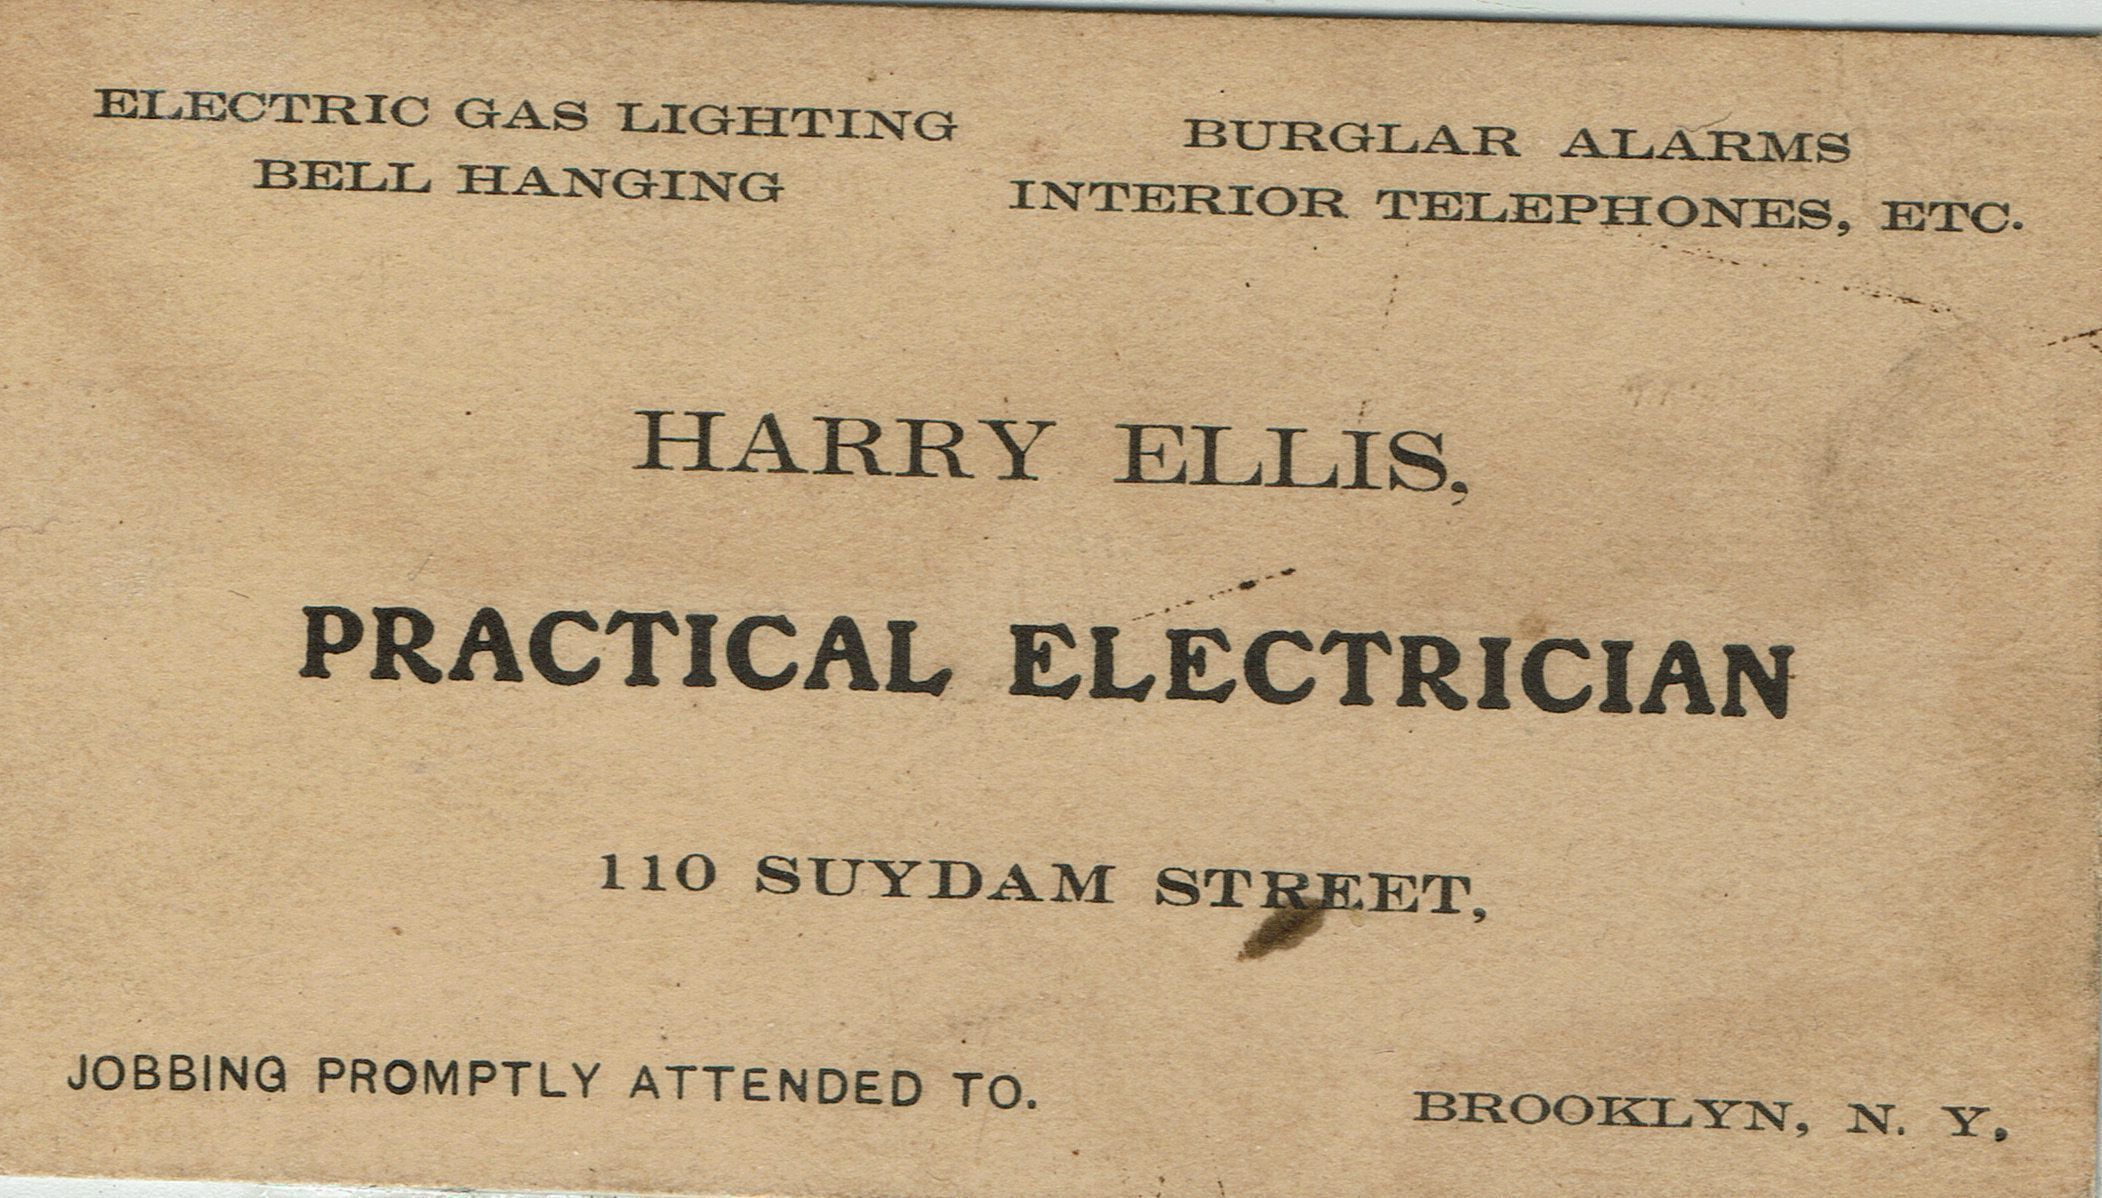 ELECTRIC GAS LIGHTING
BELL HANGING
BURGLAR ALARMS
INTERIOR TELEPHONES, ETC.
HARRY ELLIS,
PRACTICAL ELECTRICIAN
110 SUYDAM STREET,
JOBBING PROMPTLY ATTENDED TO.
BROOKLYN, N. Y,